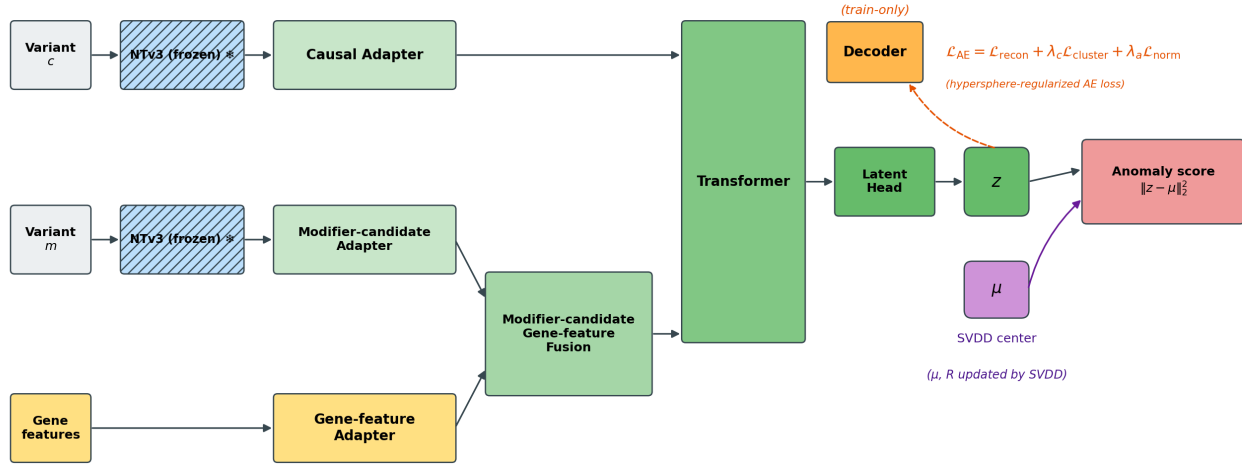 (train-only)
Variant
c
NTv3 (frozen) ❄
Causal Adapter
Decoder
ℒ_AE = ℒ_recon + λ_c ℒ_cluster + λ_a ℒ_norm
(hypersphere-regularized AE loss)
Transformer
Latent
Head
z
Anomaly score
‖z − μ‖₂²
Variant
m
NTv3 (frozen) ❄
Modifier-candidate
Adapter
Modifier-candidate
Gene-feature
Fusion
μ
SVDD center
(μ, R updated by SVDD)
Gene
features
Gene-feature
Adapter